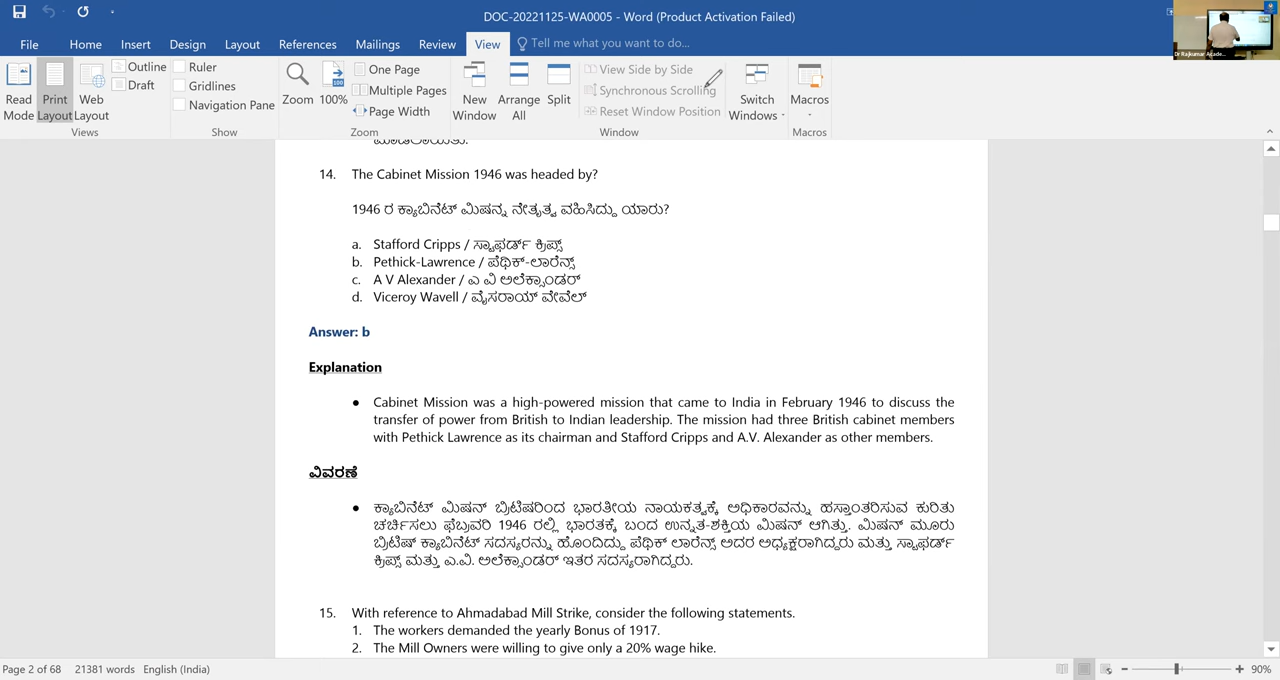 DOC-20221125-WA0005 - Word (Product Activation Failed)
File Home Insert Design Layout References Mailings Review View Tell me what you want to do...
Dr Rajkumar Acade...
Read Mode
Print Layout
Web Layout
Outline
Draft
Views
Ruler
Gridlines
Navigation Pane
Show
Zoom
100%
One Page
Multiple Pages
Page Width
Zoom
New Window
Arrange All
Split
View Side by Side
Synchronous Scrolling
Reset Window Position
Window
Switch Windows
Macros
Macros
14. The Cabinet Mission 1946 was headed by?
1946 ರ ಕ್ಯಾಬಿನೆಟ್ ಮಿಷನ್ನ ನೇತೃತ್ವ ವಹಿಸಿದ್ದು ಯಾರು?
a. Stafford Cripps / ಸ್ಟಾಫರ್ಡ್ ಕ್ರಿಪ್ಸ್
b. Pethick-Lawrence / ಪೆಥಿಕ್-ಲಾರೆನ್ಸ್
c. A V Alexander / ಎ ವಿ ಅಲೆಕ್ಸಾಂಡರ್
d. Viceroy Wavell / ವೈಸರಾಯ್ ವೇವೆಲ್
Answer: b
Explanation
● Cabinet Mission was a high-powered mission that came to India in February 1946 to discuss the
transfer of power from British to Indian leadership. The mission had three British cabinet members
with Pethick Lawrence as its chairman and Stafford Cripps and A.V. Alexander as other members.
ವಿವರಣೆ
● ಕ್ಯಾಬಿನೆಟ್ ಮಿಷನ್ ಬ್ರಿಟಿಷರಿಂದ ಭಾರತೀಯ ನಾಯಕತ್ವಕ್ಕೆ ಅಧಿಕಾರವನ್ನು ಹಸ್ತಾಂತರಿಸುವ ಕುರಿತು
ಚರ್ಚಿಸಲು ಫೆಬ್ರವರಿ 1946 ರಲ್ಲಿ ಭಾರತಕ್ಕೆ ಬಂದ ಉನ್ನತ-ಶಕ್ತಿಯ ಮಿಷನ್ ಆಗಿತ್ತು. ಮಿಷನ್ ಮೂರು
ಬ್ರಿಟಿಷ್ ಕ್ಯಾಬಿನೆಟ್ ಸದಸ್ಯರನ್ನು ಹೊಂದಿದ್ದು ಪೆಥಿಕ್ ಲಾರೆನ್ಸ್ ಅದರ ಅಧ್ಯಕ್ಷರಾಗಿದ್ದರು ಮತ್ತು ಸ್ಟಾಫರ್ಡ್
ಕ್ರಿಪ್ಸ್ ಮತ್ತು ಎ.ವಿ. ಅಲೆಕ್ಸಾಂಡರ್ ಇತರ ಸದಸ್ಯರಾಗಿದ್ದರು.
15. With reference to Ahmadabad Mill Strike, consider the following statements.
1. The workers demanded the yearly Bonus of 1917.
2. The Mill Owners were willing to give only a 20% wage hike.
Page 2 of 68 21381 words English (India) 90%